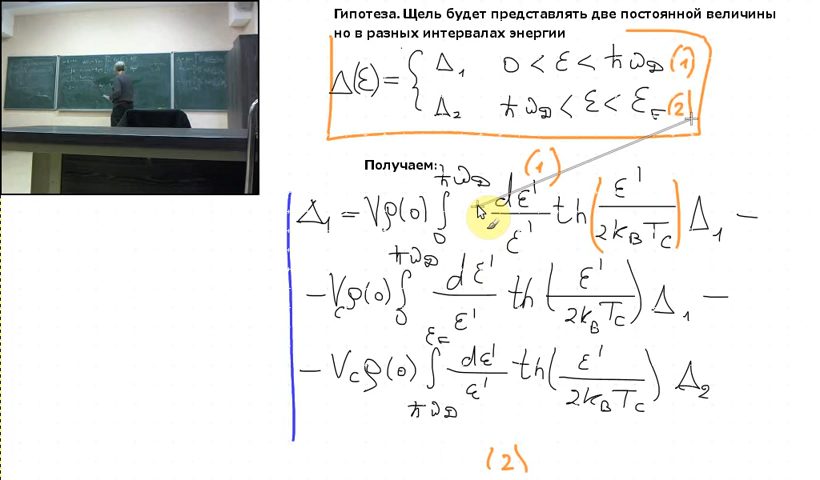 Гипотеза. Щель будет представлять две постоянной величины
но в разных интервалах энергии
Δ(ε) = { Δ₁ 0 < ε < ħω_D (1)
Δ₂ ħω_D < ε < ε_F (2)
Получаем: (1)
Δ₁ = Vρ(0) ∫₀^{ħω_D} dε'/ε' th(ε'/2k_BT_C) Δ₁ −
− V_Cρ(0) ∫₀^{ħω_D} dε'/ε' th(ε'/2k_BT_C) Δ₁ −
− V_Cρ(0) ∫_{ħω_D}^{ε_F} dε'/ε' th(ε'/2k_BT_C) Δ₂
(2)